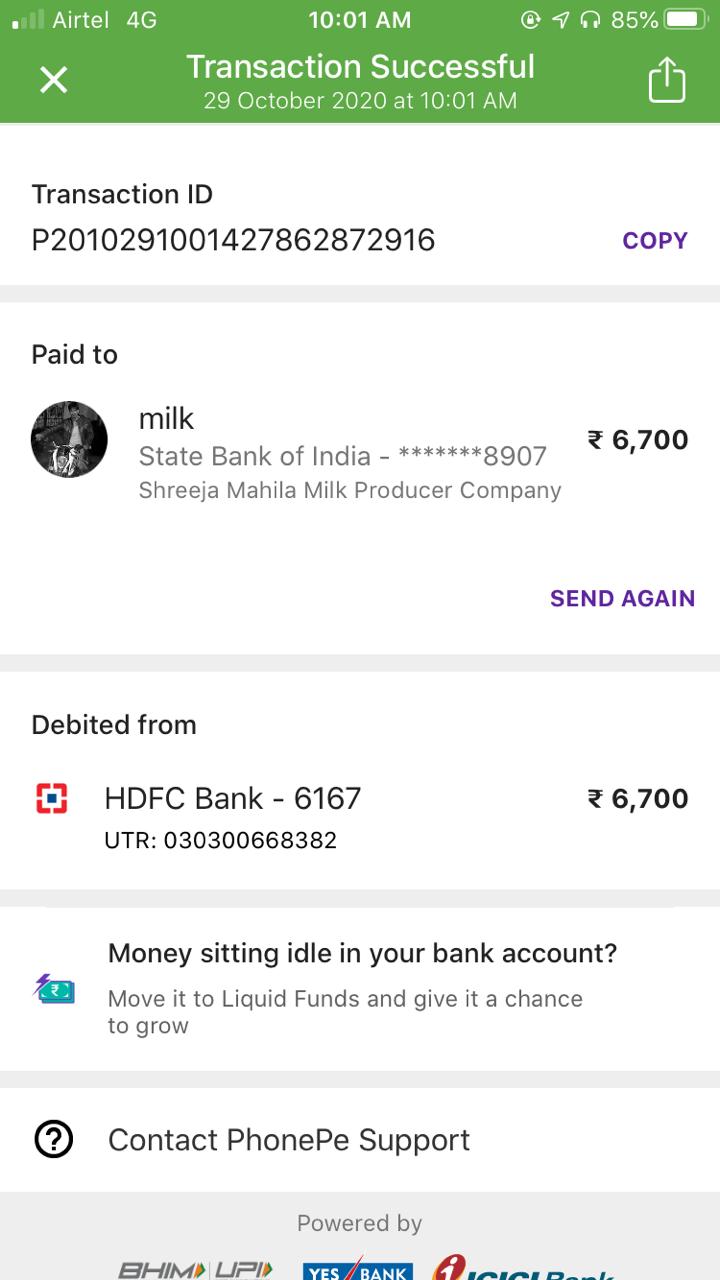 Airtel 4G 10:01 AM 85%
Transaction Successful
29 October 2020 at 10:01 AM
Transaction ID
P2010291001427862872916 COPY
Paid to
milk
₹ 6,700
State Bank of India - *******8907
Shreeja Mahila Milk Producer Company
SEND AGAIN
Debited from
HDFC Bank - 6167 ₹ 6,700
UTR: 030300668382
Money sitting idle in your bank account?
Move it to Liquid Funds and give it a chance
to grow
Contact PhonePe Support
Powered by
BHIM UPI YES BANK ICICI Bank